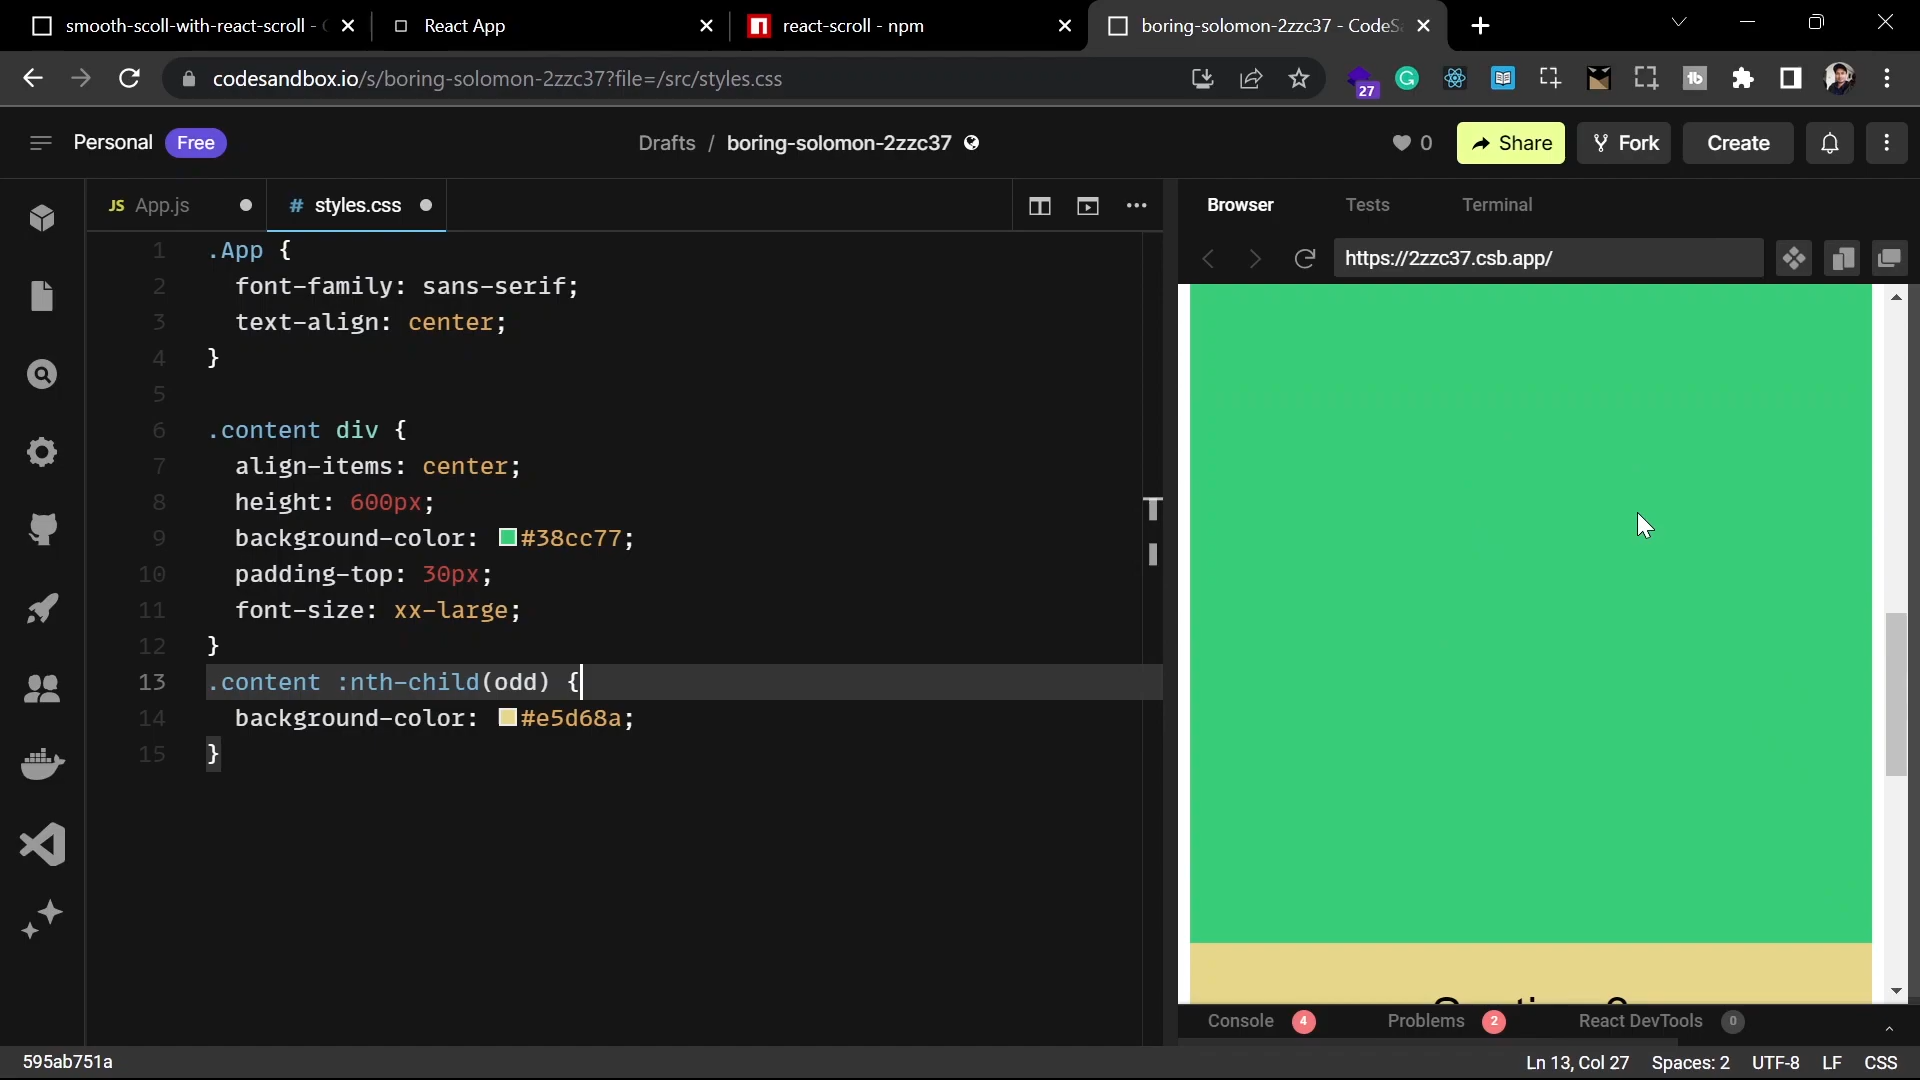 smooth-scoll-with-react-scroll -
React App
react-scroll - npm
boring-solomon-2zzc37 - CodeS
codesandbox.io/s/boring-solomon-2zzc37?file=/src/styles.css
27
Personal Free
Drafts / boring-solomon-2zzc37
0
Share
Fork
Create
JS App.js
# styles.css
Browser
Tests
Terminal
https://2zzc37.csb.app/
1 .App {
2 font-family: sans-serif;
3 text-align: center;
4 }
5
6 .content div {
7 align-items: center;
8 height: 600px;
9 background-color: #38cc77;
10 padding-top: 30px;
11 font-size: xx-large;
12 }
13 .content :nth-child(odd) {
14 background-color: #e5d68a;
15 }
Console 4
Problems 2
React DevTools 0
595ab751a
Ln 13, Col 27 Spaces: 2 UTF-8 LF CSS